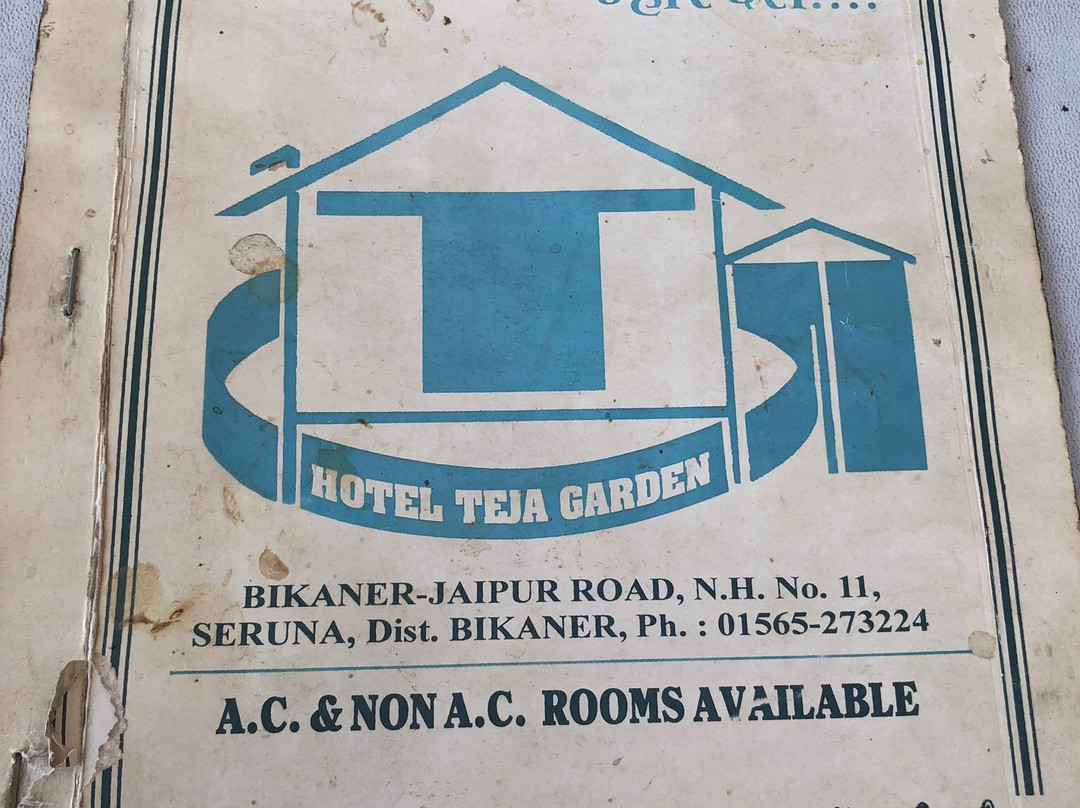 HOTEL TEJA GARDEN
BIKANER-JAIPUR ROAD, N.H. No. 11,
SERUNA, Dist. BIKANER, Ph. : 01565-273224
A.C. & NON A.C. ROOMS AVAILABLE